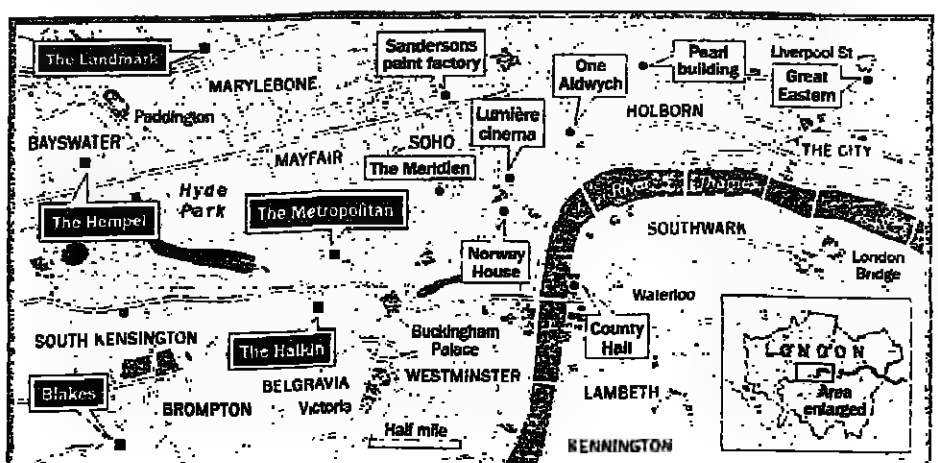 The Landmark
MARYLEBONE
Paddington
BAYSWATER
MAYFAIR
Hyde
Park
The Hempel
The Metropolitan
Sandersons
paint factory
SOHO
The Meridien
Lumière
cinema
One
Aldwych
Pearl
building
Liverpool St
Great
Eastern
HOLBORN
THE CITY
River Thames
SOUTHWARK
London
Bridge
Norway
House
Waterloo
County
Hall
SOUTH KENSINGTON
The Halkin
Buckingham
Palace
WESTMINSTER
BELGRAVIA
Victoria
Blakes
BROMPTON
Half mile
LAMBETH
KENNINGTON
LONDON
Area
enlarged